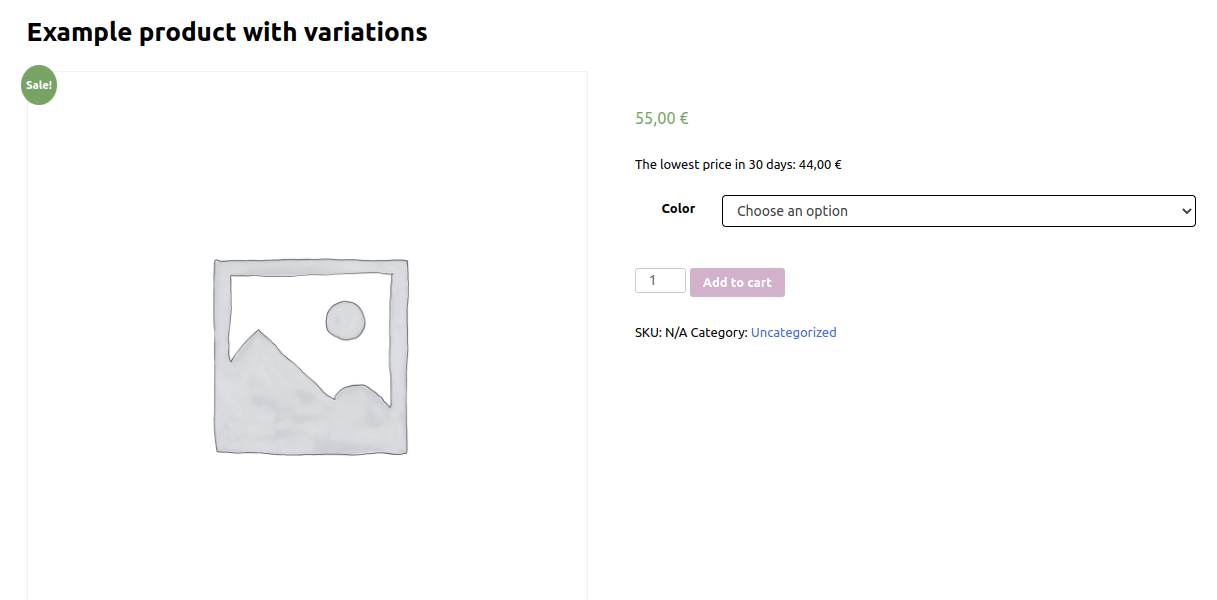 Example product with variations
Sale!
55,00 €
The lowest price in 30 days: 44,00 €
Color
Choose an option
1
Add to cart
SKU: N/A Category: Uncategorized